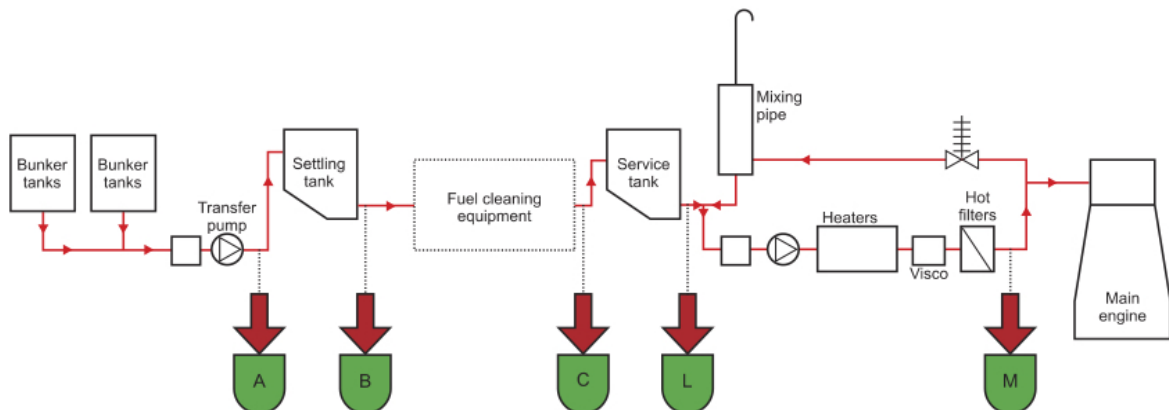 Mixing
pipe
Bunker
tanks
Bunker
tanks
Settling
tank
Service
tank
Fuel cleaning
equipment
Transfer
pump
Heaters
Hot
filters
Visco
Main
engine
A
B
C
L
M